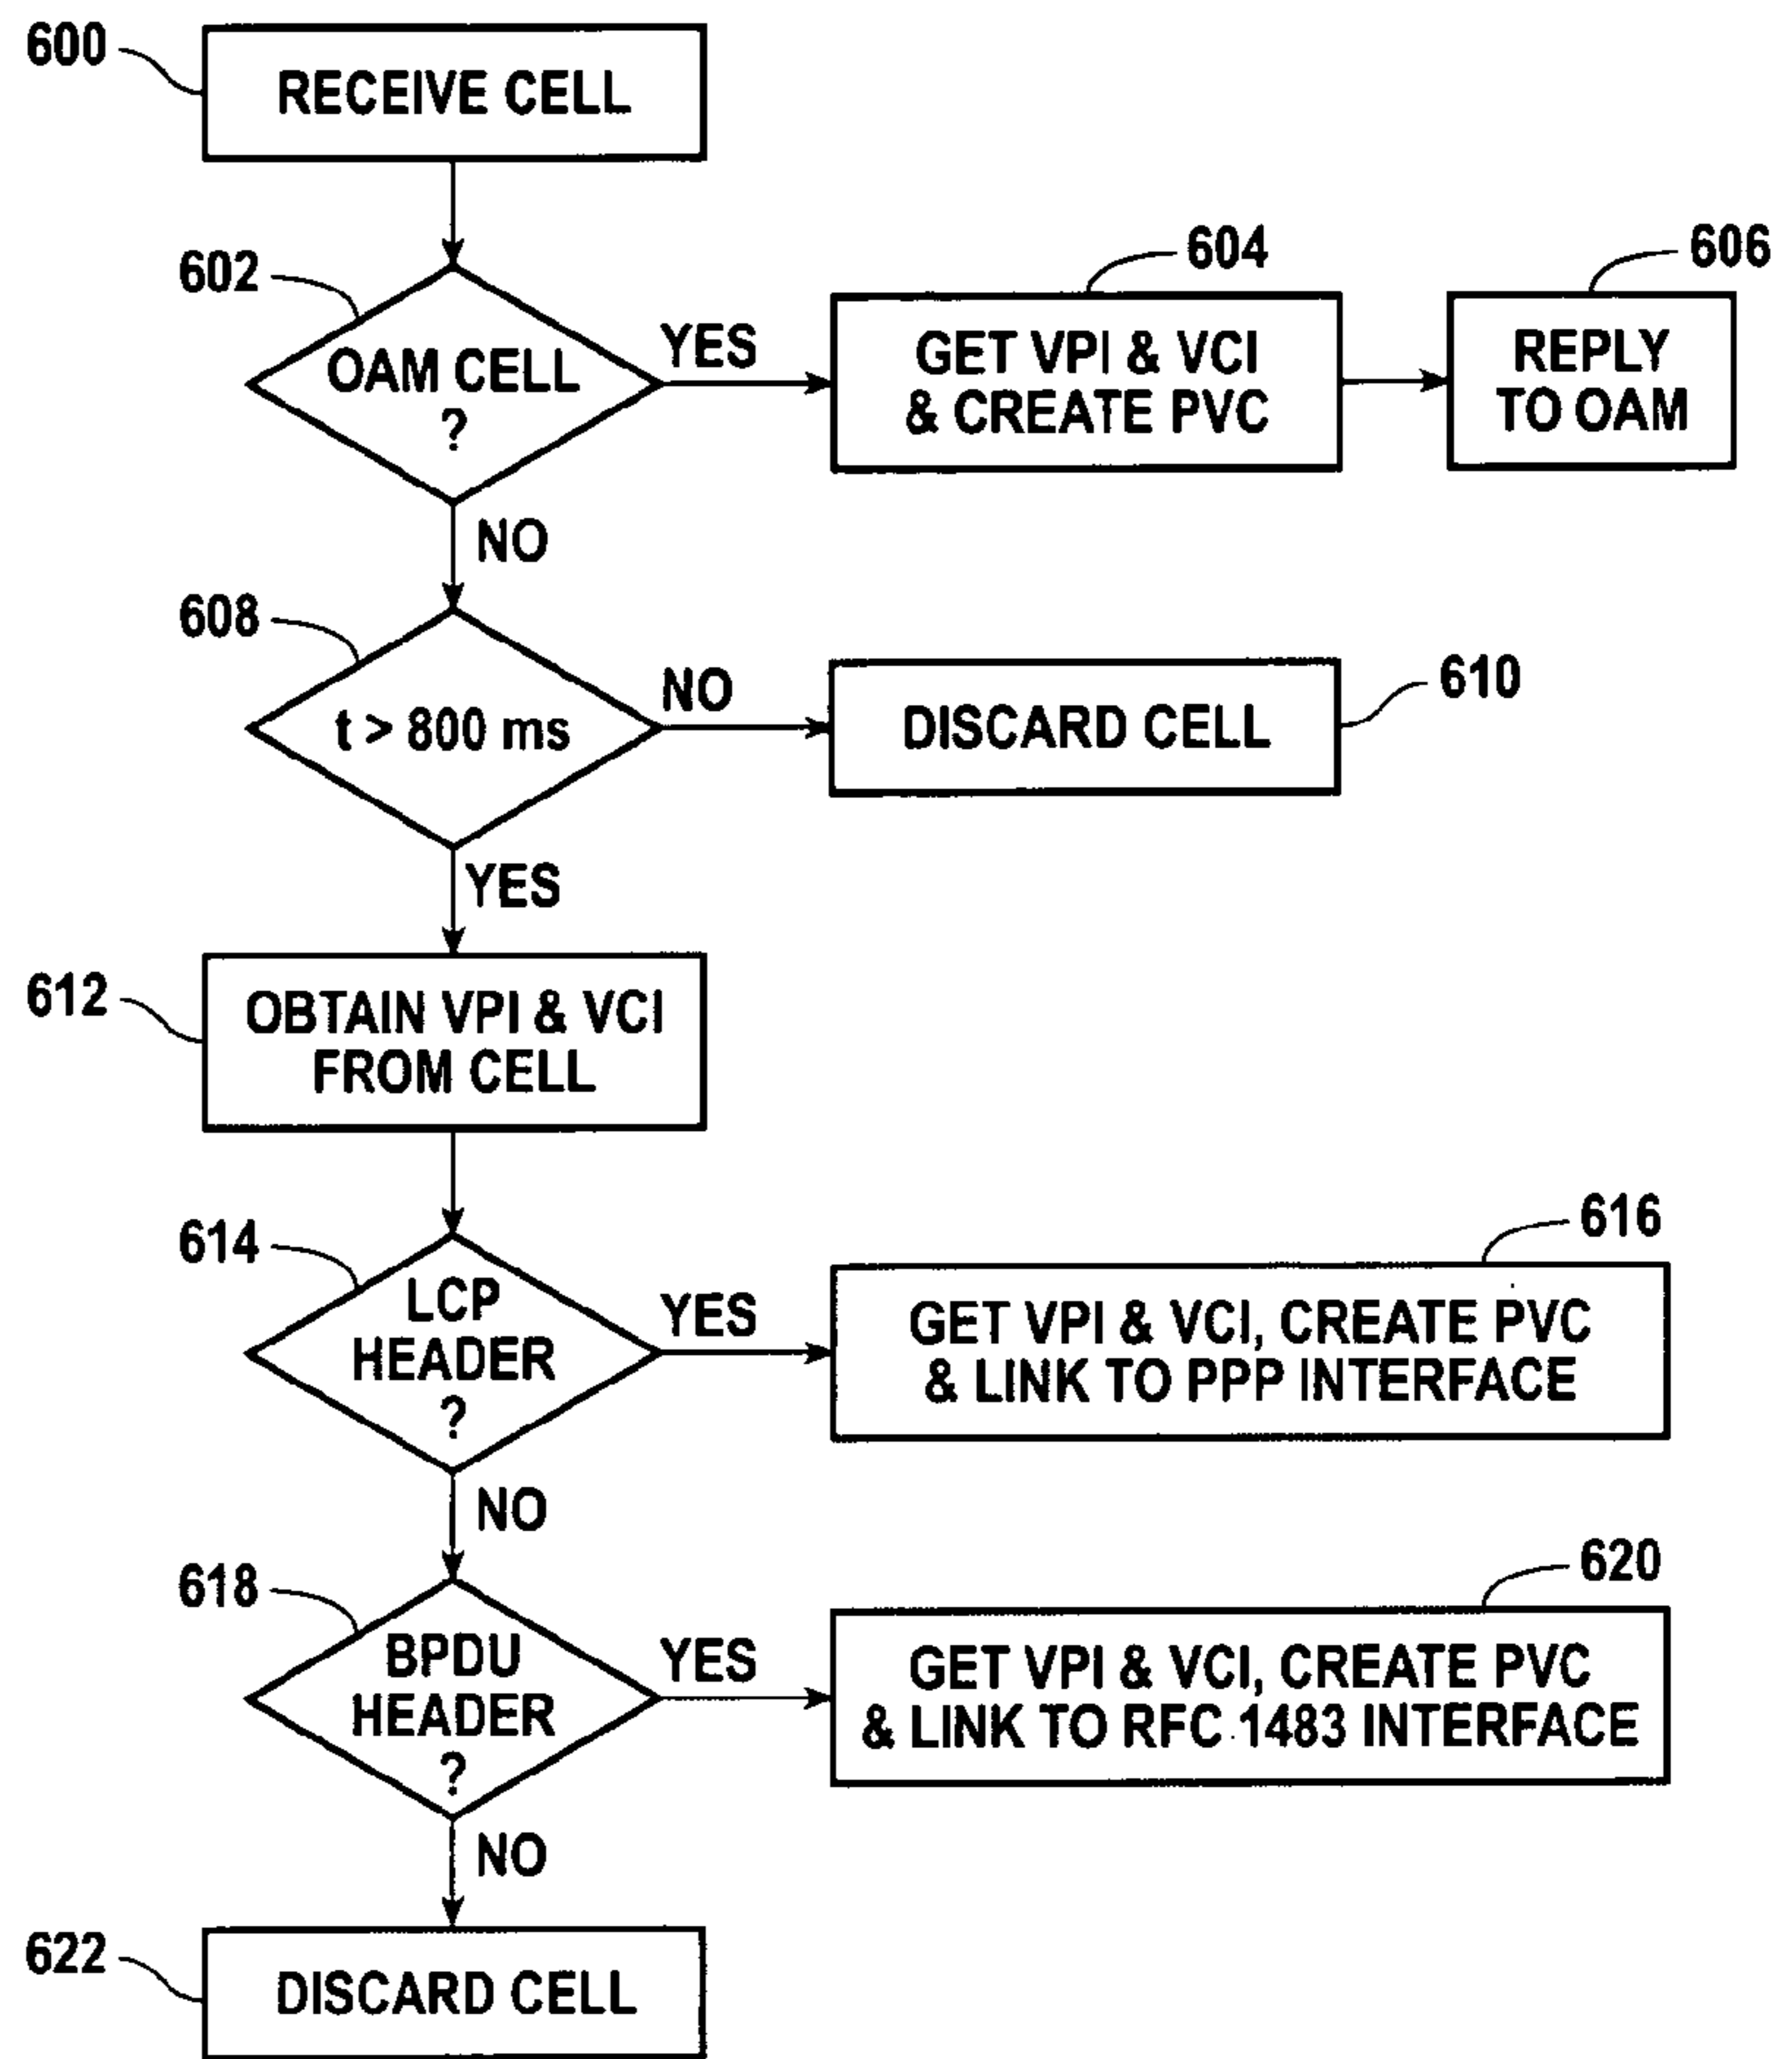 600
RECEIVE CELL
602
OAM CELL
?
YES
604
GET VPI & VCI
& CREATE PVC
606
REPLY
TO OAM
NO
608
t > 800 ms
NO
610
DISCARD CELL
YES
612
OBTAIN VPI & VCI
FROM CELL
614
LCP
HEADER
?
YES
616
GET VPI & VCI, CREATE PVC
& LINK TO PPP INTERFACE
NO
618
BPDU
HEADER
?
YES
620
GET VPI & VCI, CREATE PVC
& LINK TO RFC 1483 INTERFACE
NO
622
DISCARD CELL